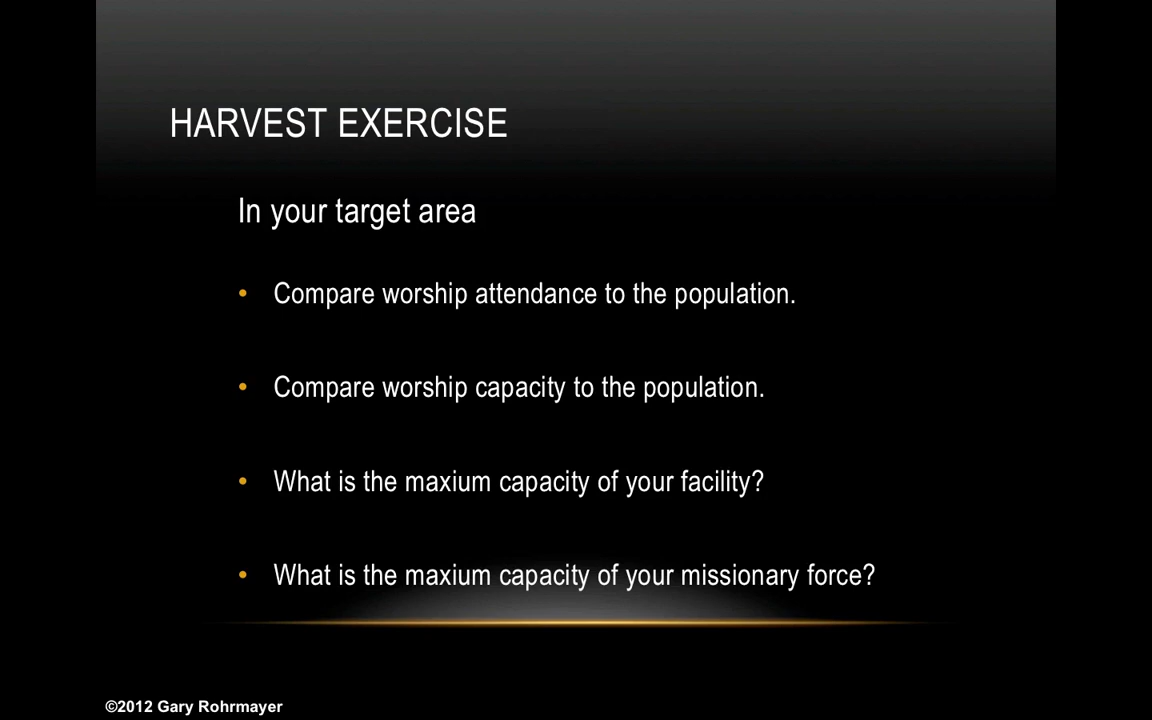 HARVEST EXERCISE
In your target area
• Compare worship attendance to the population.
• Compare worship capacity to the population.
• What is the maxium capacity of your facility?
• What is the maxium capacity of your missionary force?
©2012 Gary Rohrmayer